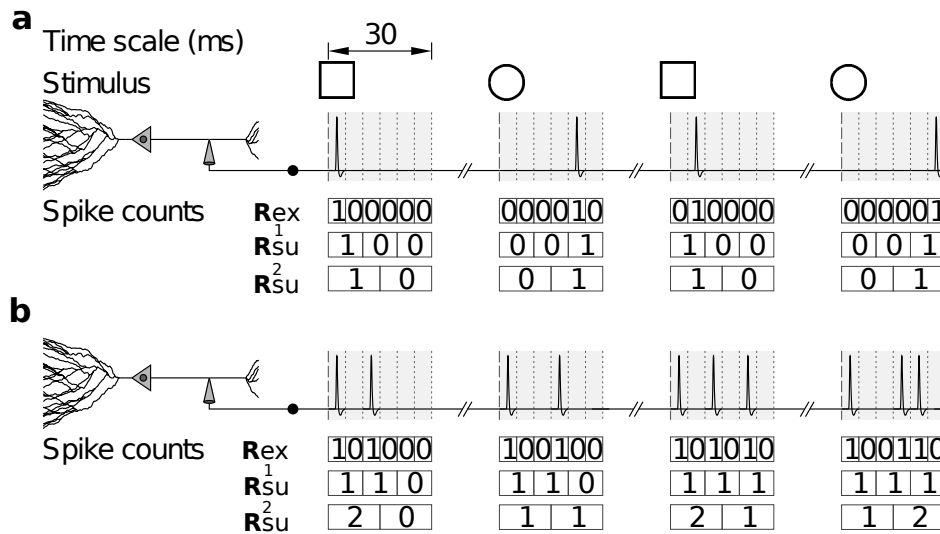 a
Time scale (ms) 30
Stimulus
Spike counts Rex 100000 000010 010000 000001
R1su 1 0 0 0 0 1 1 0 0 0 0 1
R2su 1 0 0 1 1 0 0 1
b
Spike counts Rex 101000 100100 101010 100110
R1su 1 1 0 1 1 0 1 1 1 1 1 1
R2su 2 0 1 1 2 1 1 2